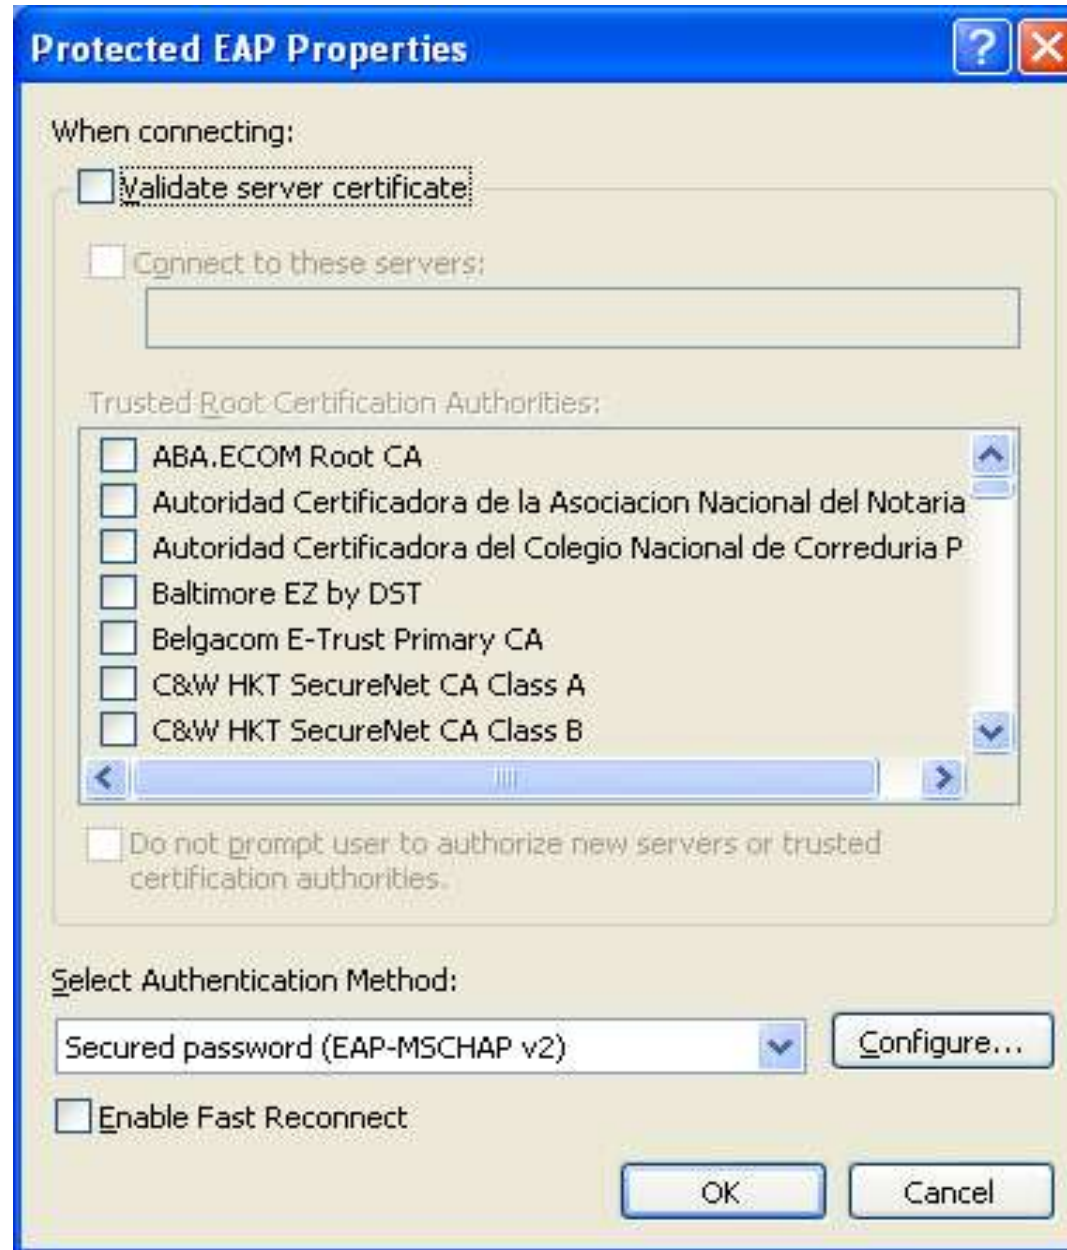 Protected EAP Properties
When connecting:
Validate server certificate
Connect to these servers:
Trusted Root Certification Authorities:
ABA.ECOM Root CA
Autoridad Certificadora de la Asociacion Nacional del Notaria
Autoridad Certificadora del Colegio Nacional de Correduria P
Baltimore EZ by DST
Belgacom E-Trust Primary CA
C&W HKT SecureNet CA Class A
C&W HKT SecureNet CA Class B
Do not prompt user to authorize new servers or trusted
certification authorities.
Select Authentication Method:
Secured password (EAP-MSCHAP v2)
Configure...
Enable Fast Reconnect
OK
Cancel